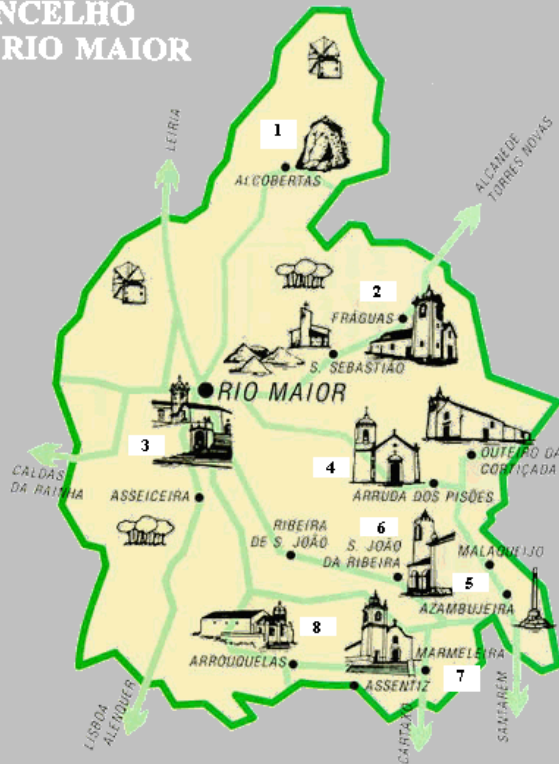 NCELHO
RIO MAIOR
LEIRIA
1
ALCOBERTAS
ALCANEDE
TORRES NOVAS
2
FRÁGUAS
S. SEBASTIÃO
RIO MAIOR
3
CALDAS
DA RAINHA
ASSEICEIRA
4
OUTEIRO DA
CORTIÇADA
ARRUDA DOS PISÕES
RIBEIRA
DE S. JOÃO
6
S. JOÃO
DA RIBEIRA
MALAQUEIJO
5
AZAMBUJEIRA
8
ARROUQUELAS
MARMELEIRA
7
ASSENTIZ
LISBOA
ALENQUER
CARTAXO
SANTARÉM